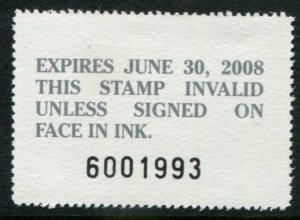 EXPIRES JUNE 30, 2008
THIS STAMP INVALID
UNLESS SIGNED ON
FACE IN INK.
6001993